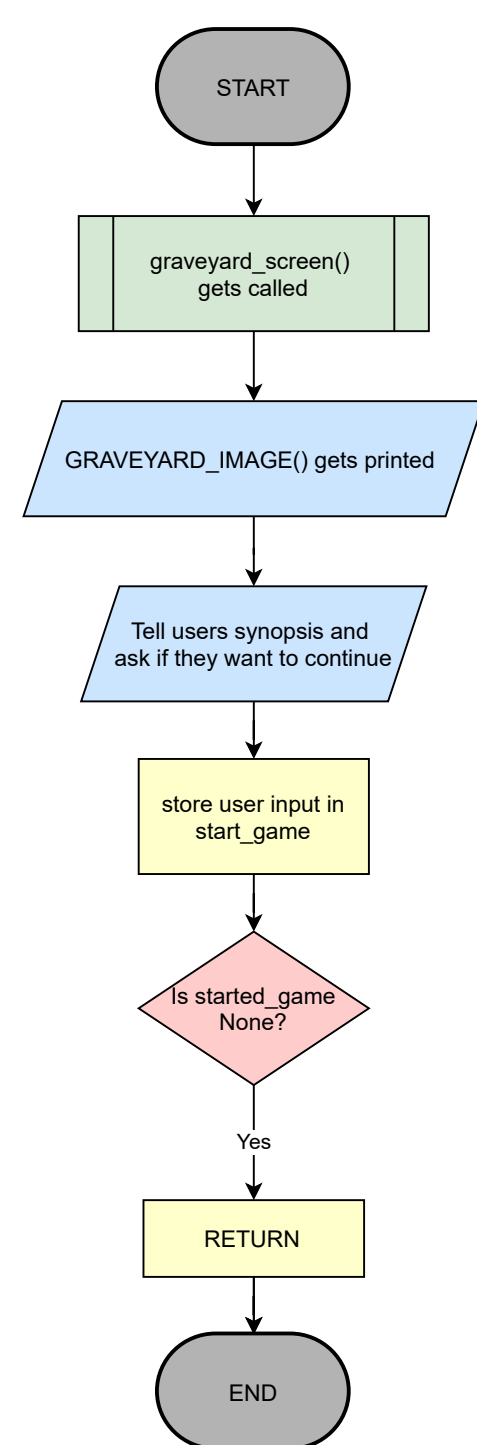 START
graveyard_screen()
gets called
GRAVEYARD_IMAGE() gets printed
Tell users synopsis and
ask if they want to continue
store user input in
start_game
Is started_game
None?
Yes
RETURN
END